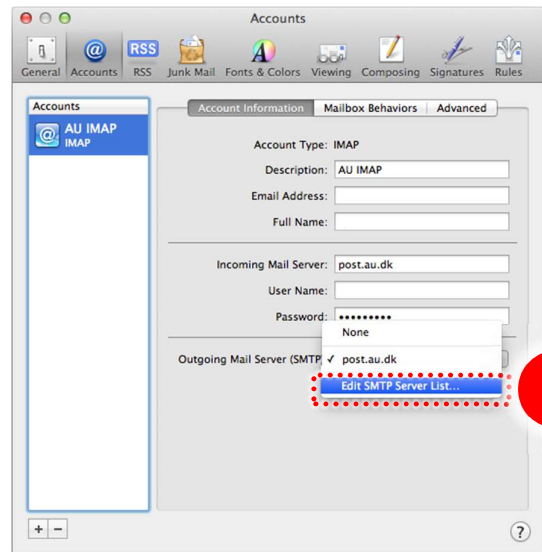 Accounts
General Accounts RSS Junk Mail Fonts & Colors Viewing Composing Signatures Rules
RSS
Accounts
AU IMAP
IMAP
Account Information Mailbox Behaviors Advanced
Account Type: IMAP
Description: AU IMAP
Email Address:
Full Name:
Incoming Mail Server: post.au.dk
User Name:
Password: •••••••••
None
Outgoing Mail Server (SMTP ✓ post.au.dk
Edit SMTP Server List...
+ − ?